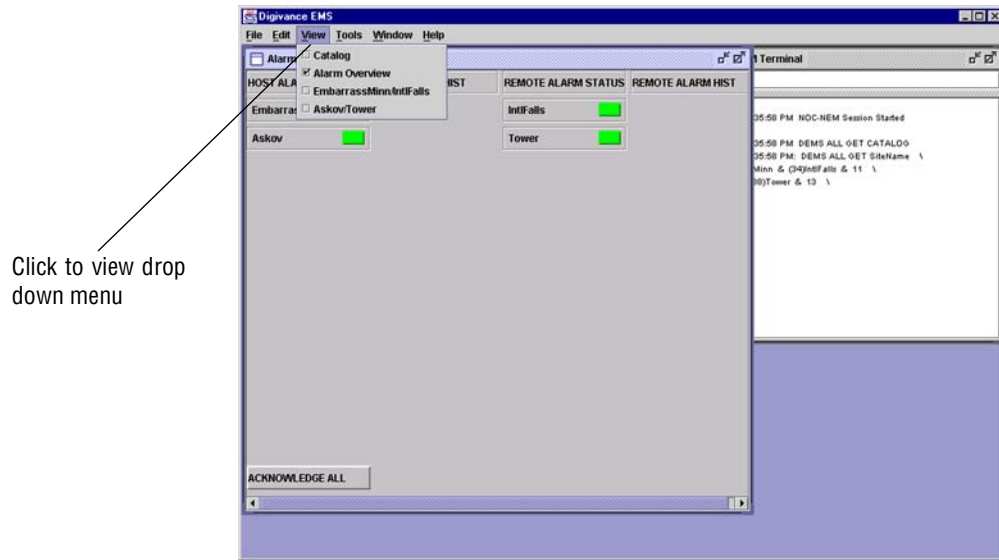 Digivance EMS
File Edit View Tools Window Help
Alarm
Catalog
Alarm Overview
EmbarrassMinn/IntlFalls
Askov/Tower
HOST ALA
HIST
REMOTE ALARM STATUS
REMOTE ALARM HIST
Embarras
IntlFalls
Askov
Tower
ACKNOWLEDGE ALL
Terminal
35:58 PM NOC-NEM Session Started
35:58 PM DEMS ALL GET CATALOG
35:58 PM: DEMS ALL GET SiteName \
Minn & (34)IntlFalls & 11 \
)Tower & 13 \
Click to view drop
down menu